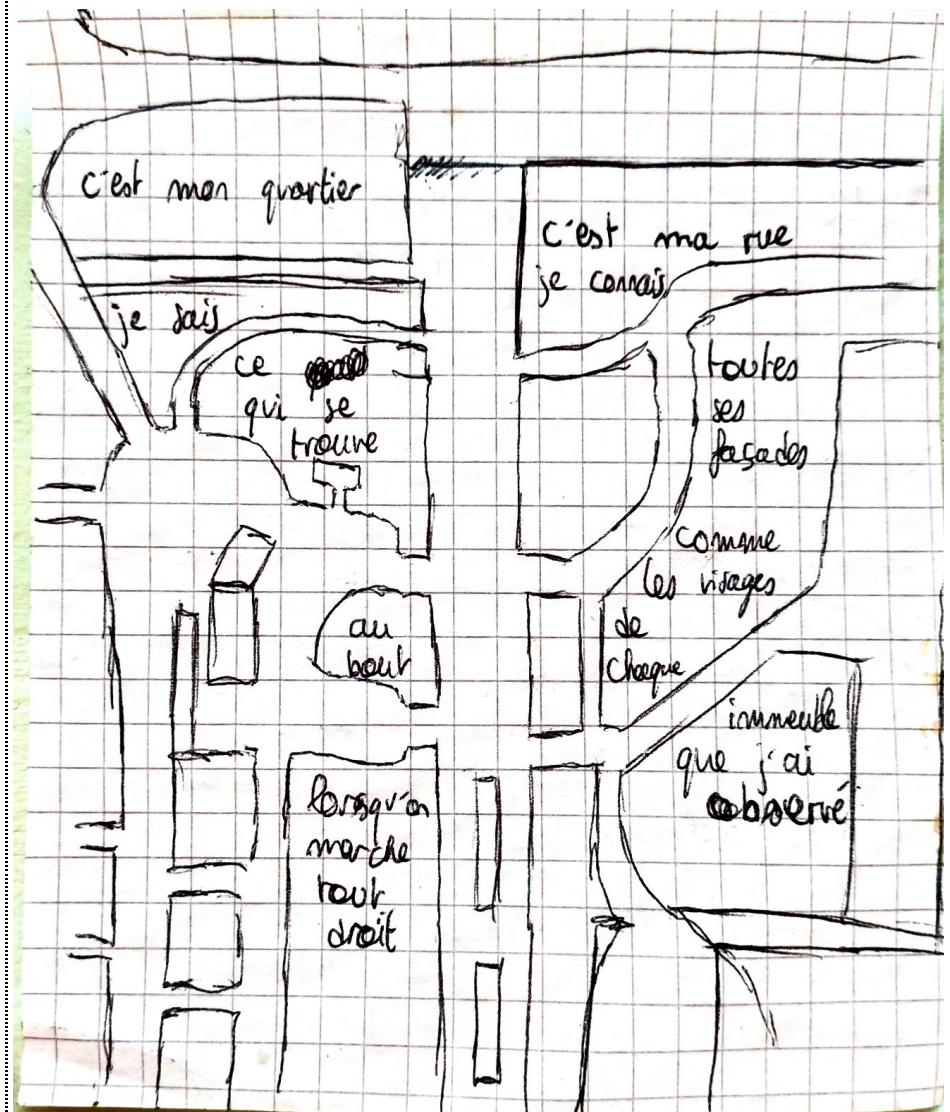 c'est mon quartier
je sais
ce
qui se
trouve
au
bout
lorsqu'on
marche
tout
droit
c'est ma rue
je connais
toutes
ses
façades
comme
les visages
de
chaque
immeuble
que j'ai
observé